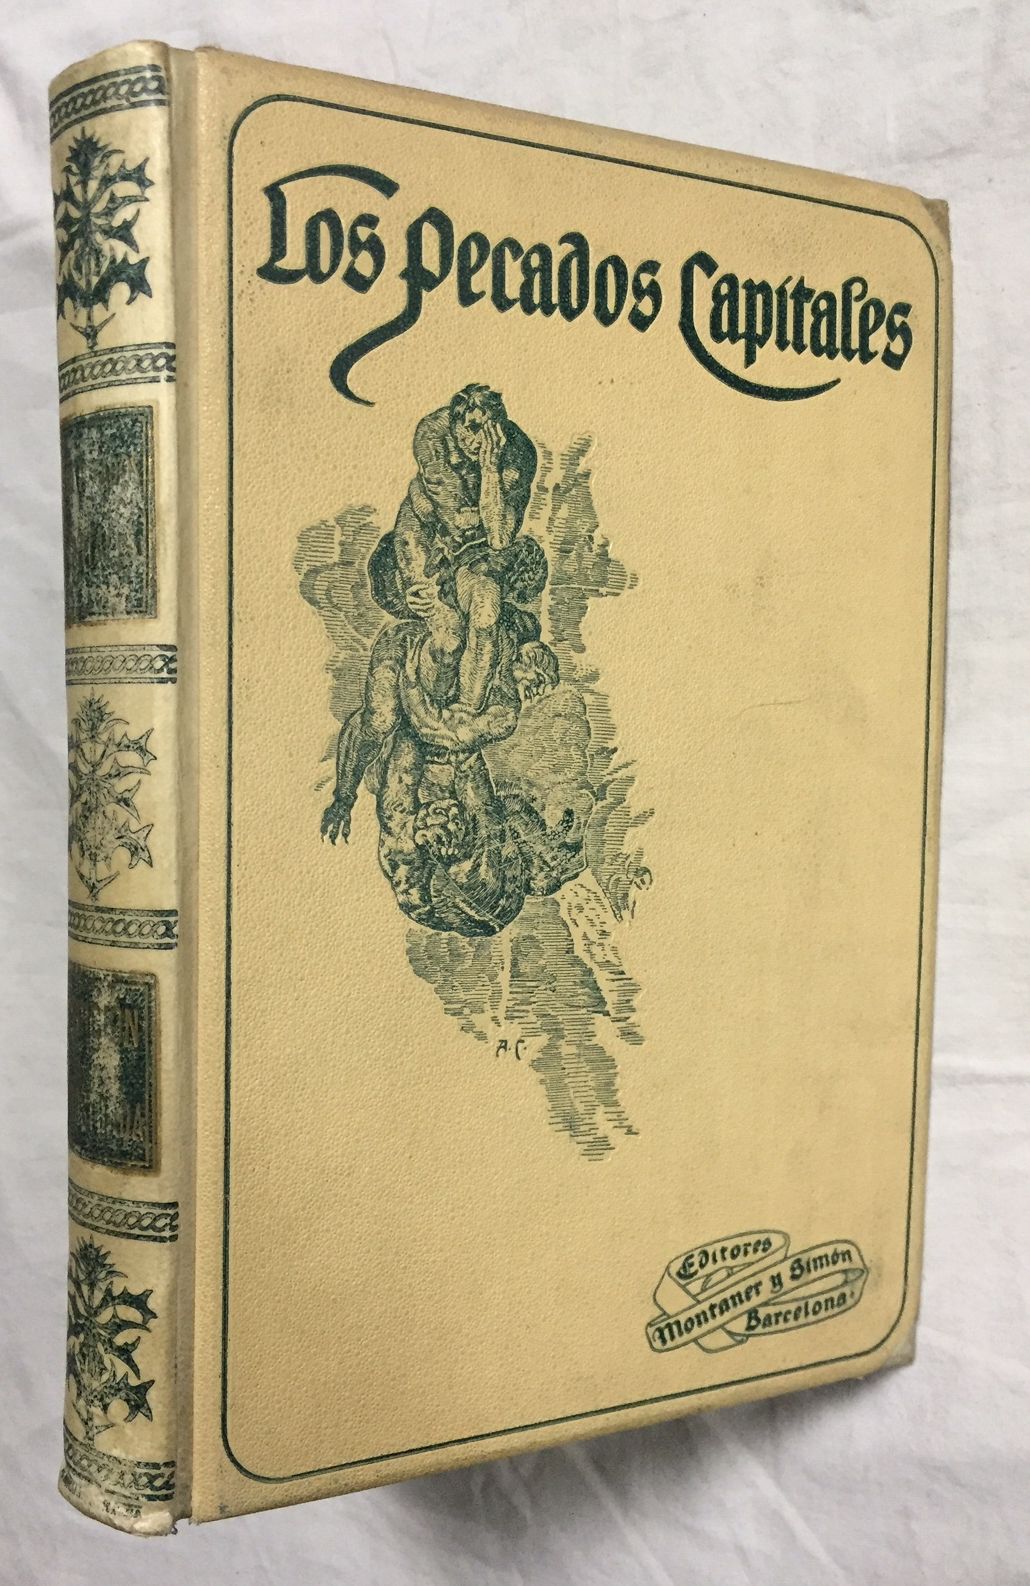 Los Pecados Capitales
A.C.
Editores
Montaner y Simón
Barcelona